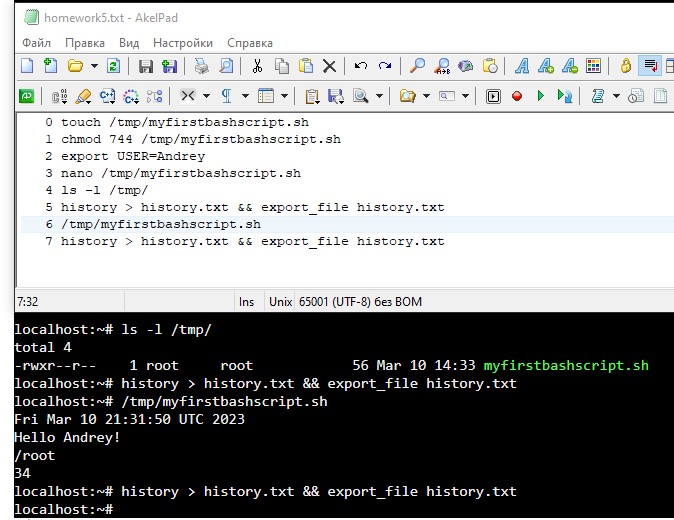 homework5.txt - AkelPad
Файл Правка Вид Настройки Справка
0 touch /tmp/myfirstbashscript.sh
1 chmod 744 /tmp/myfirstbashscript.sh
2 export USER=Andrey
3 nano /tmp/myfirstbashscript.sh
4 ls -l /tmp/
5 history > history.txt && export_file history.txt
6 /tmp/myfirstbashscript.sh
7 history > history.txt && export_file history.txt
7:32 Ins Unix 65001 (UTF-8) без BOM
localhost:~# ls -l /tmp/
total 4
-rwxr--r-- 1 root root 56 Mar 10 14:33 myfirstbashscript.sh
localhost:~# history > history.txt && export_file history.txt
localhost:~# /tmp/myfirstbashscript.sh
Fri Mar 10 21:31:50 UTC 2023
Hello Andrey!
/root
34
localhost:~# history > history.txt && export_file history.txt
localhost:~#